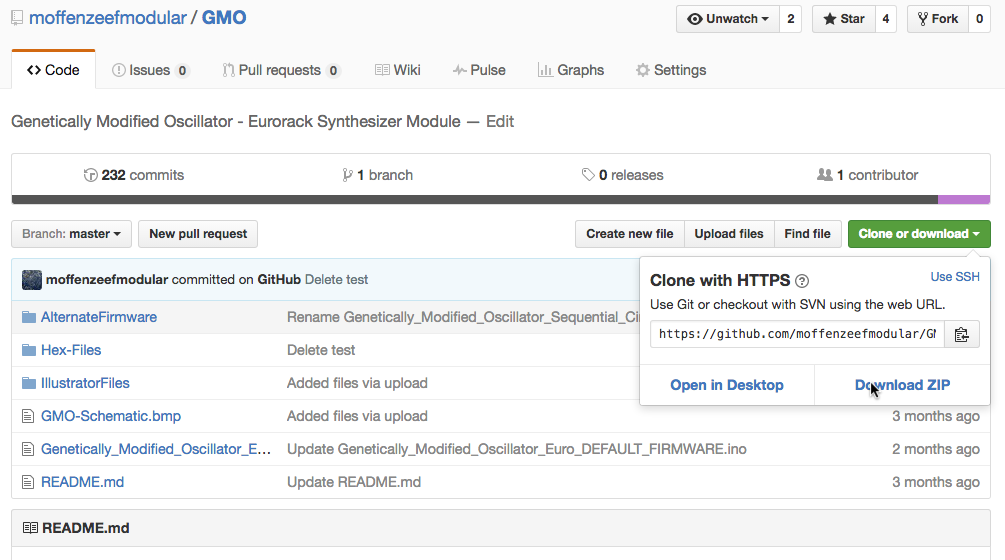 moffenzeefmodular / GMO
Unwatch 2 Star 4 Fork 0
Code Issues 0 Pull requests 0 Wiki Pulse Graphs Settings
Genetically Modified Oscillator - Eurorack Synthesizer Module — Edit
232 commits 1 branch 0 releases 1 contributor
Branch: master New pull request Create new file Upload files Find file Clone or download
moffenzeefmodular committed on GitHub Delete test
Clone with HTTPS ? Use SSH
Use Git or checkout with SVN using the web URL.
AlternateFirmware Rename Genetically_Modified_Oscillator_Sequential_Ci
https://github.com/moffenzeefmodular/GM
Hex-Files Delete test
IllustratorFiles Added files via upload
Open in Desktop Download ZIP
GMO-Schematic.bmp Added files via upload 3 months ago
Genetically_Modified_Oscillator_E... Update Genetically_Modified_Oscillator_Euro_DEFAULT_FIRMWARE.ino 2 months ago
README.md Update README.md 3 months ago
README.md